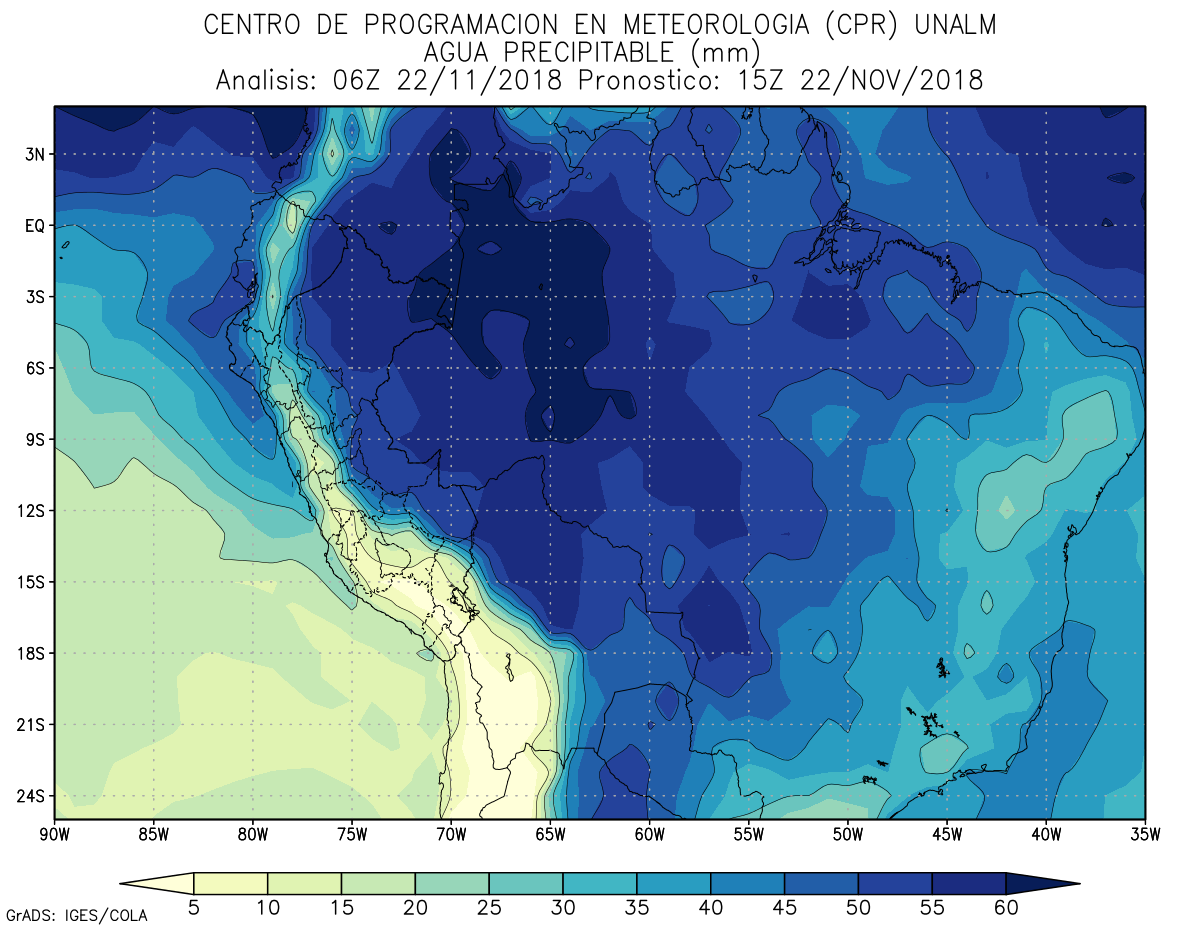 CENTRO DE PROGRAMACION EN METEOROLOGIA (CPR) UNALM
AGUA PRECIPITABLE (mm)
Analisis: 06Z 22/11/2018 Pronostico: 15Z 22/NOV/2018
3N
EQ
3S
6S
9S
12S
15S
18S
21S
24S
90W 85W 80W 75W 70W 65W 60W 55W 50W 45W 40W 35W
5 10 15 20 25 30 35 40 45 50 55 60
GrADS: IGES/COLA